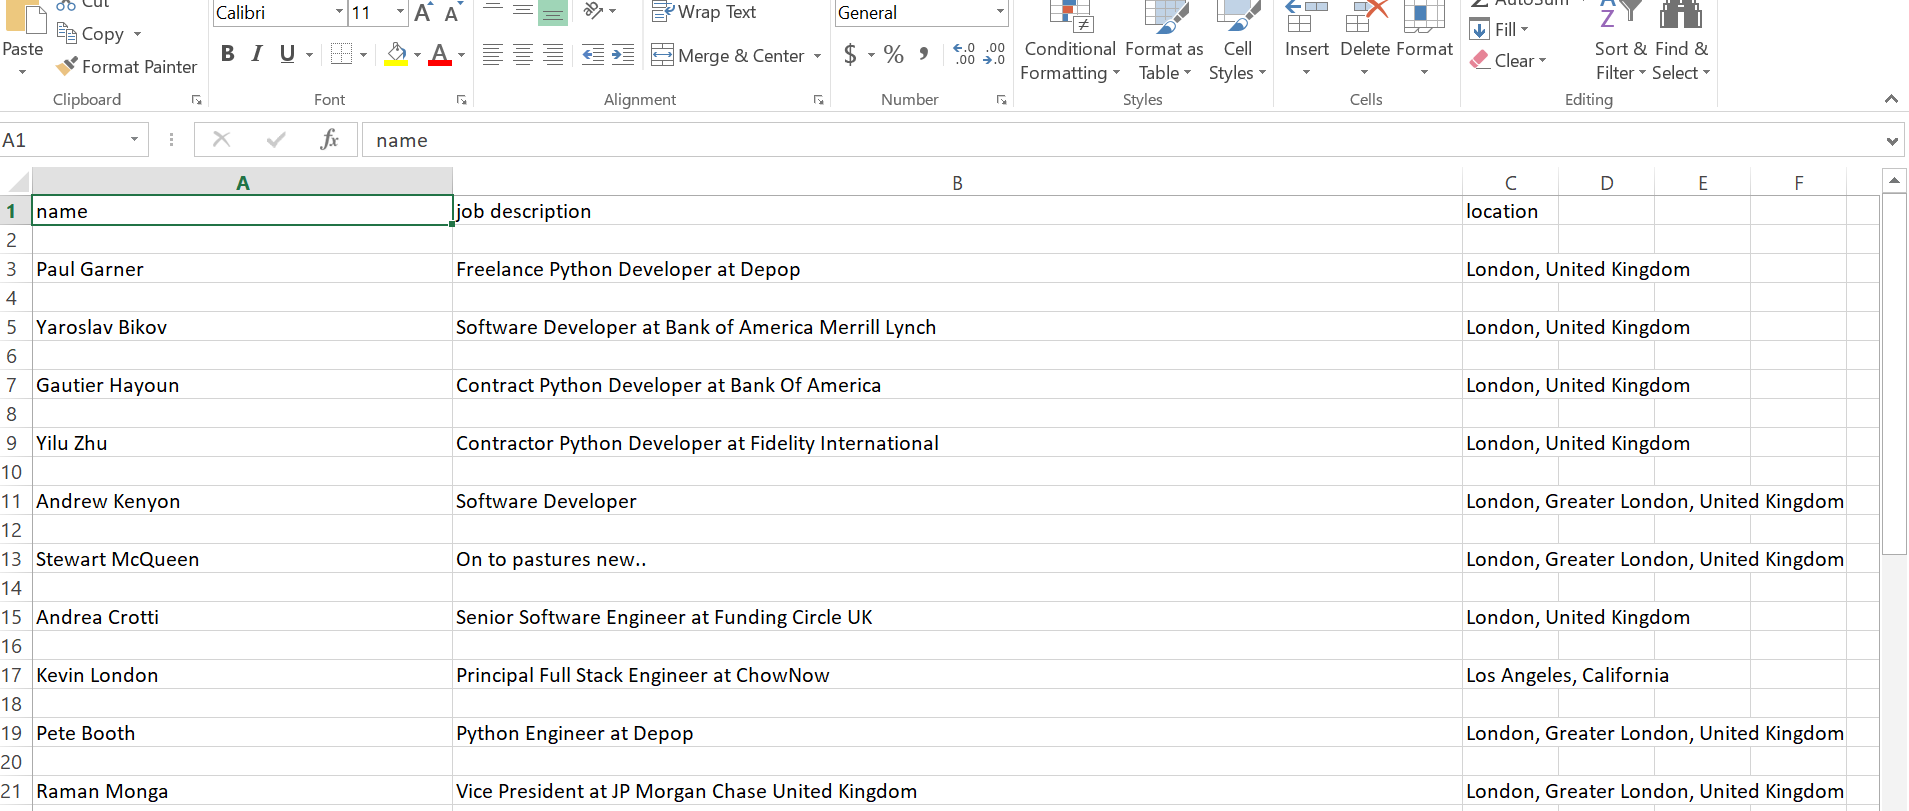 Cut
Copy
Format Painter
Paste
Clipboard
Calibri 11 A A
B I U A
Font
Wrap Text
Merge & Center
Alignment
General
$ % , .0 .00 .00 .0
Number
Conditional Formatting
Format as Table
Cell Styles
Styles
Insert Delete Format
Cells
AutoSum
Fill
Clear
Z
Sort & Filter
Find & Select
Editing
A1 fx name
A B C D E F
1 name job description location
2
3 Paul Garner Freelance Python Developer at Depop London, United Kingdom
4
5 Yaroslav Bikov Software Developer at Bank of America Merrill Lynch London, United Kingdom
6
7 Gautier Hayoun Contract Python Developer at Bank Of America London, United Kingdom
8
9 Yilu Zhu Contractor Python Developer at Fidelity International London, United Kingdom
10
11 Andrew Kenyon Software Developer London, Greater London, United Kingdom
12
13 Stewart McQueen On to pastures new.. London, Greater London, United Kingdom
14
15 Andrea Crotti Senior Software Engineer at Funding Circle UK London, United Kingdom
16
17 Kevin London Principal Full Stack Engineer at ChowNow Los Angeles, California
18
19 Pete Booth Python Engineer at Depop London, Greater London, United Kingdom
20
21 Raman Monga Vice President at JP Morgan Chase United Kingdom London, Greater London, United Kingdom